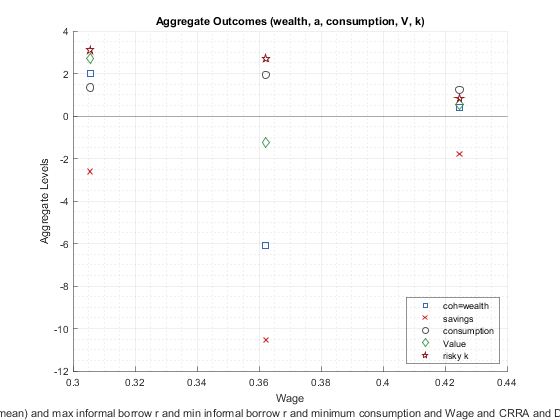 Aggregate Outcomes (wealth, a, consumption, V, k)
4
2
0
-2
-4
-6
-8
-10
-12
Aggregate Levels
coh=wealth
savings
consumption
Value
risky k
0.3
0.32
0.34
0.36
0.38
0.4
0.42
0.44
Wage
mean) and max informal borrow r and min informal borrow r and minimum consumption and Wage and CRRA and